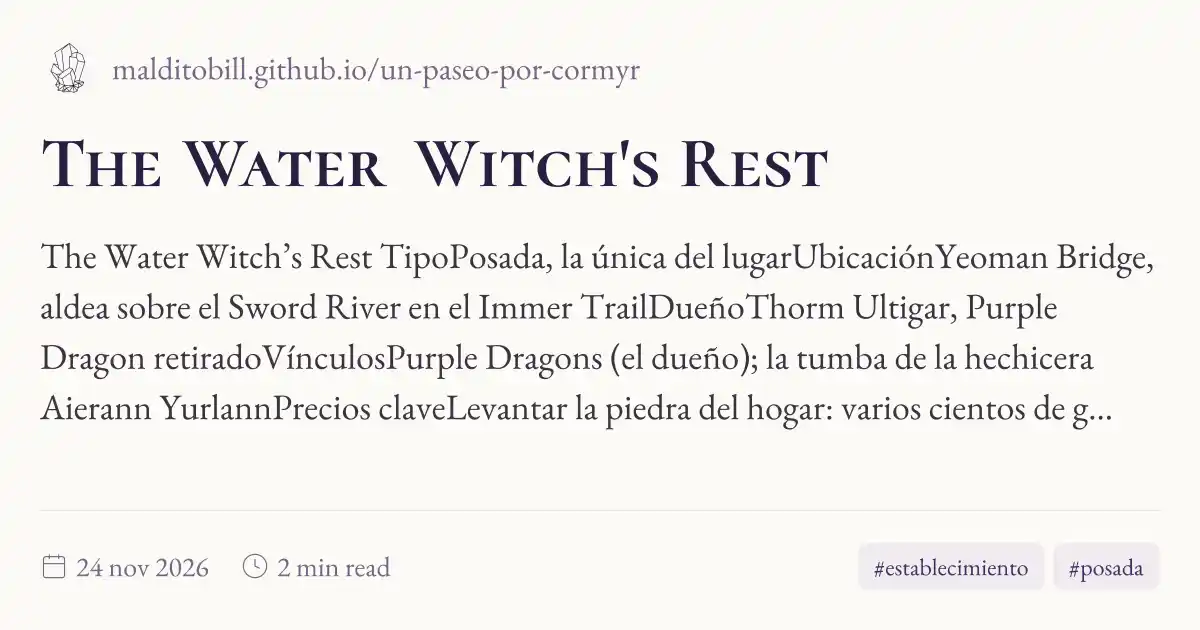 malditobill.github.io/un-paseo-por-cormyr
The Water Witch's Rest
The Water Witch’s Rest TipoPosada, la única del lugarUbicaciónYeoman Bridge,
aldea sobre el Sword River en el Immer TrailDueñoThorm Ultigar, Purple
Dragon retiradoVínculosPurple Dragons (el dueño); la tumba de la hechicera
Aierann YurlannPrecios claveLevantar la piedra del hogar: varios cientos de g...
24 nov 2026 2 min read #establecimiento #posada